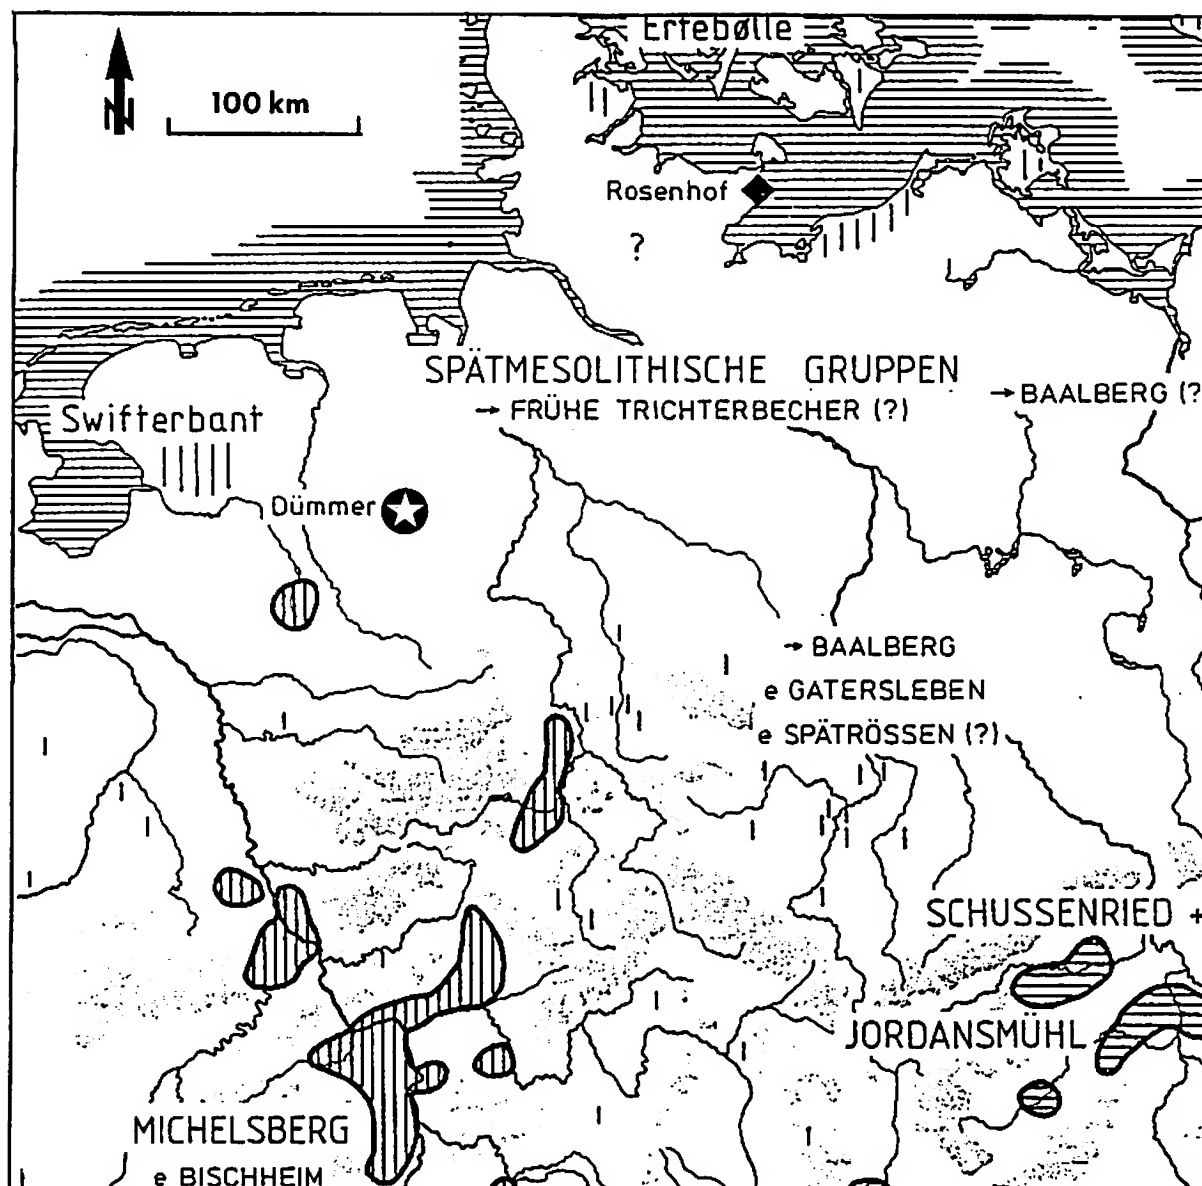 Ertebølle
N
100 km
Rosenhof
?
SPÄTMESOLITHISCHE GRUPPEN
→ FRÜHE TRICHTERBECHER (?)
→ BAALBERG (?
Swifterbant
Dümmer
→ BAALBERG
e GATERSLEBEN
e SPÄTRÖSSEN (?)
SCHUSSENRIED +
JORDANSMÜHL
MICHELSBERG
e BISCHHEIM